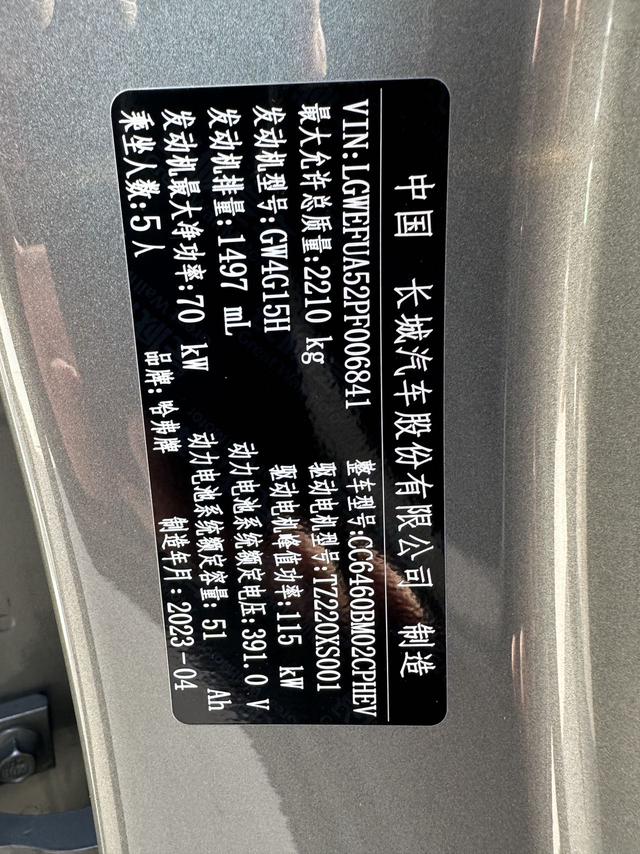 中国 长城汽车股份有限公司 制造
VIN:LGWEFUA52PF006841 整车型号:CC6460BM02CPHEV
最大允许总质量:2210 kg 驱动电机型号:TZ220XS001
发动机型号:GW4G15H 驱动电机峰值功率:115 kW
发动机排量:1497 mL 动力电池系统额定电压:391.0 V
发动机最大净功率:70 kW 动力电池系统额定容量:51 Ah
乘坐人数:5人 品牌:哈弗牌 制造年月:2023-04